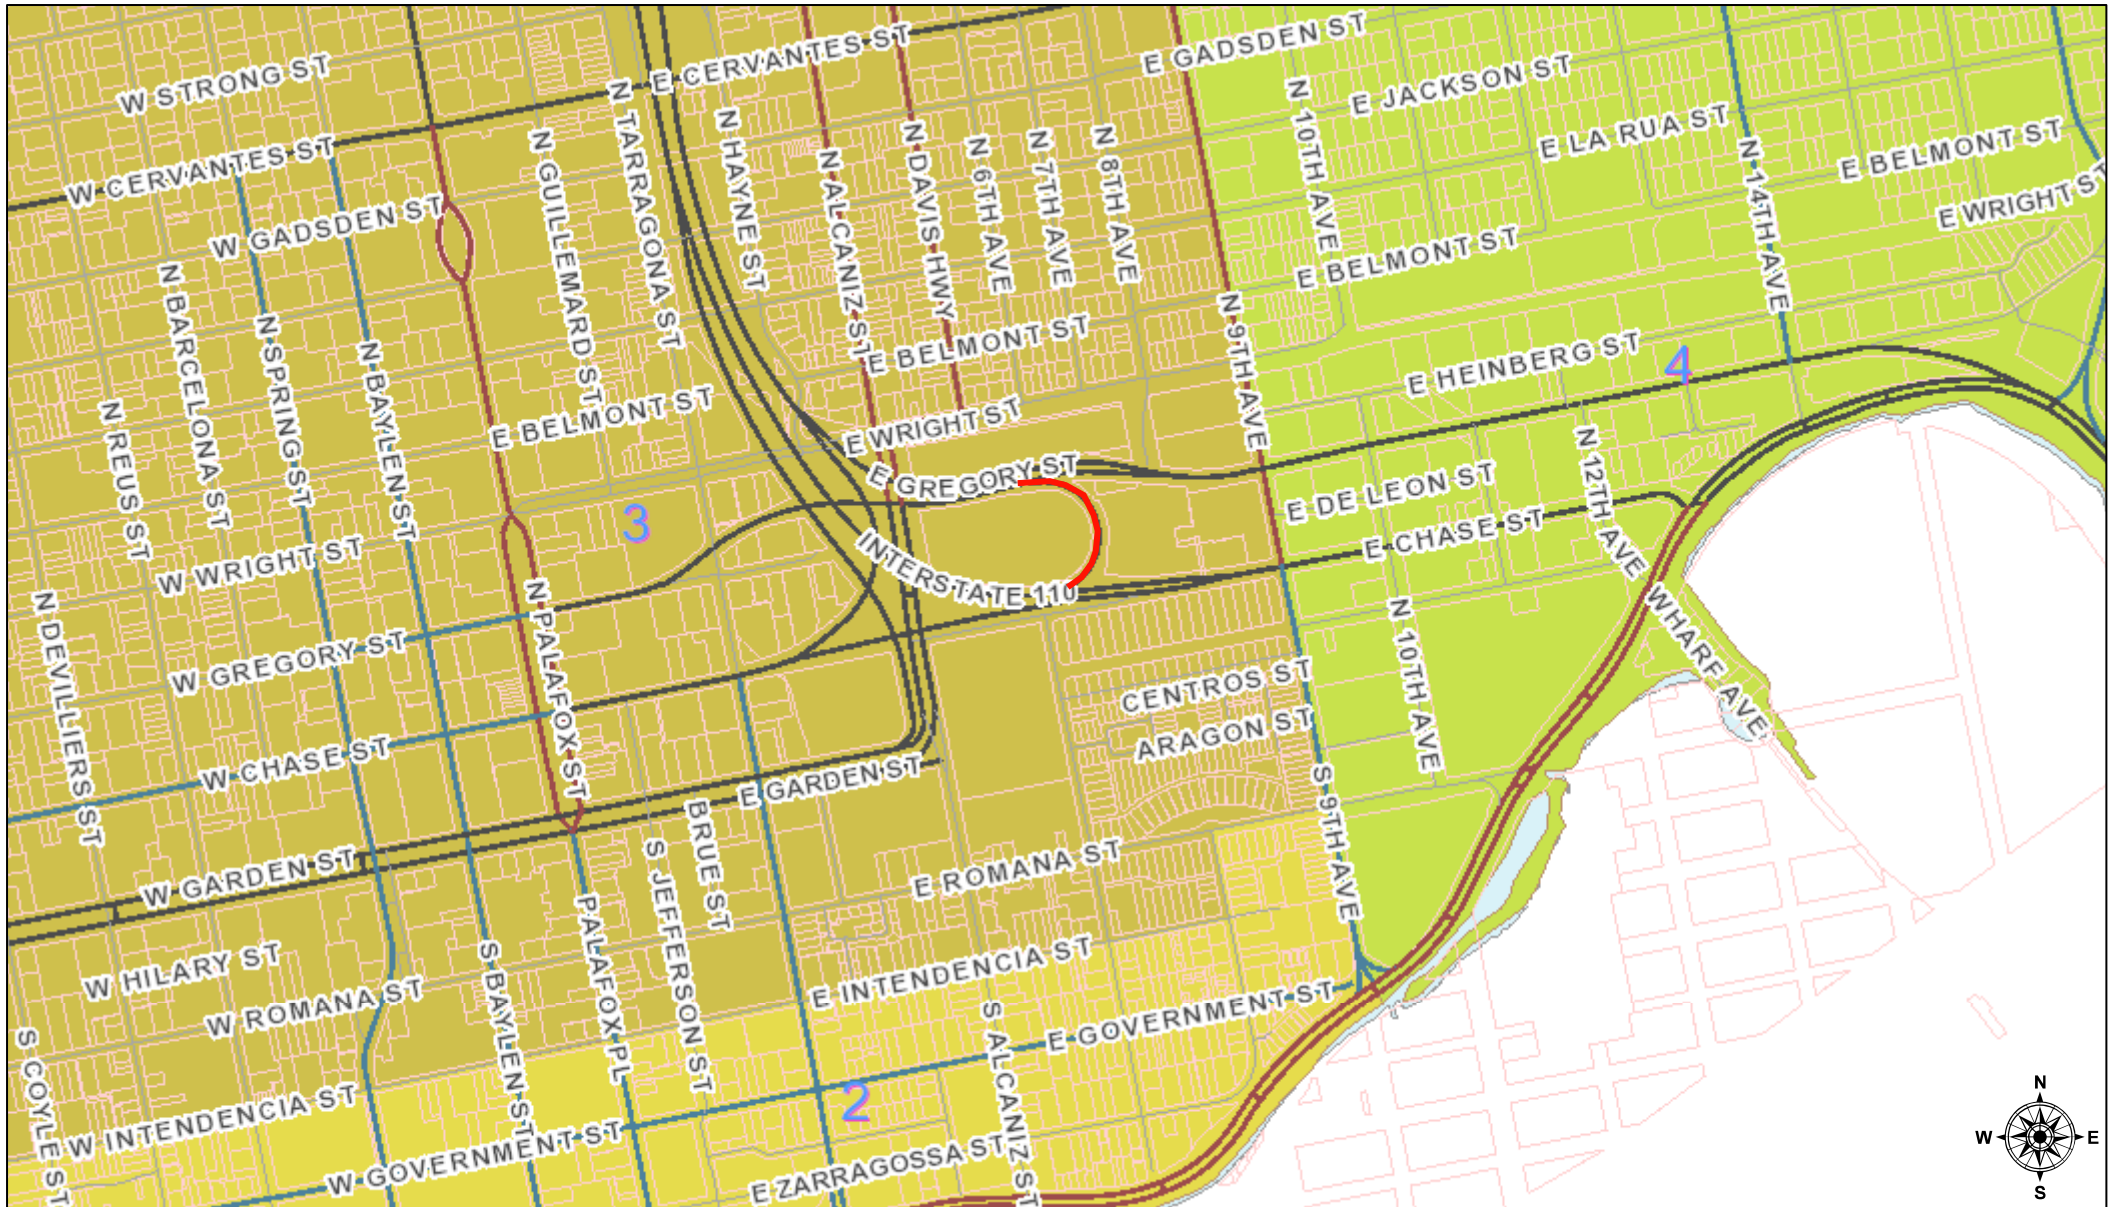 E GADSDEN ST
E CERVANTES ST
W STRONG ST
E JACKSON ST
N TARRAGONA ST
N HAYNE ST
N 10TH AVE
E LA RUA ST
E BELMONT ST
N GUILLEMARD ST
N ALCANIZ ST
N DAVIS HWY
N 6TH AVE
N 7TH AVE
N 8TH AVE
N 14TH AVE
W CERVANTES ST
W GADSDEN ST
E WRIGHT ST
E BELMONT ST
N BARCELONA ST
N SPRING ST
N BAYLEN ST
E BELMONT ST
N 9TH AVE
E HEINBERG ST
4
N REUS ST
E BELMONT ST
E WRIGHT ST
E GREGORY ST
N 12TH AVE
E DE LEON ST
3
E CHASE ST
INTERSTATE 110
W WRIGHT ST
N DEVILLIERS ST
N PALAFOX ST
WHARF AVE
N 10TH AVE
W GREGORY ST
CENTROS ST
ARAGON ST
W CHASE ST
E GARDEN ST
S 9TH AVE
BRUE ST
W GARDEN ST
S JEFFERSON ST
E ROMANA ST
PALAFOX PL
W HILARY ST
S BAYLEN ST
E INTENDENCIA ST
W ROMANA ST
E GOVERNMENT ST
S ALCANIZ ST
S COYLE ST
2
W INTENDENCIA ST
W GOVERNMENT ST
E ZARRAGOSSA ST
N
W E
S